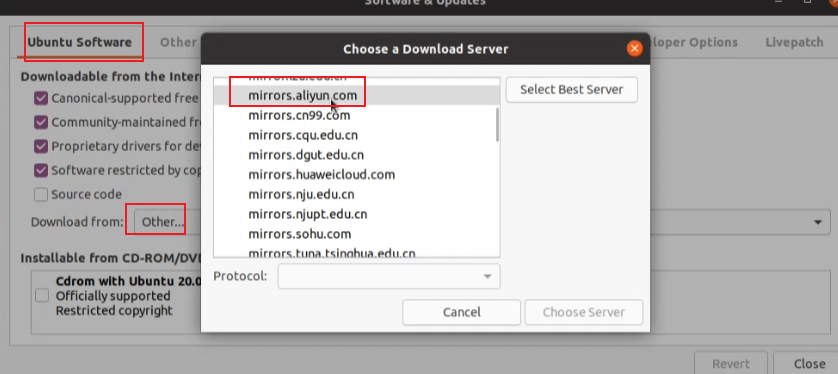 Software & Updates
Ubuntu Software
Other
eloper Options
Livepatch
Choose a Download Server
Downloadable from the Inter
Canonical-supported free
Community-maintained fr
Proprietary drivers for de
Software restricted by cop
Source code
Download from:
Other...
mirrors.aliyun.com
mirrors.cn99.com
mirrors.cqu.edu.cn
mirrors.dgut.edu.cn
mirrors.huaweicloud.com
mirrors.nju.edu.cn
mirrors.njupt.edu.cn
mirrors.sohu.com
mirrors.tuna.tsinghua.edu.cn
Select Best Server
Protocol:
Cancel
Choose Server
Installable from CD-ROM/DVD
Cdrom with Ubuntu 20.0
Officially supported
Restricted copyright
Revert
Close